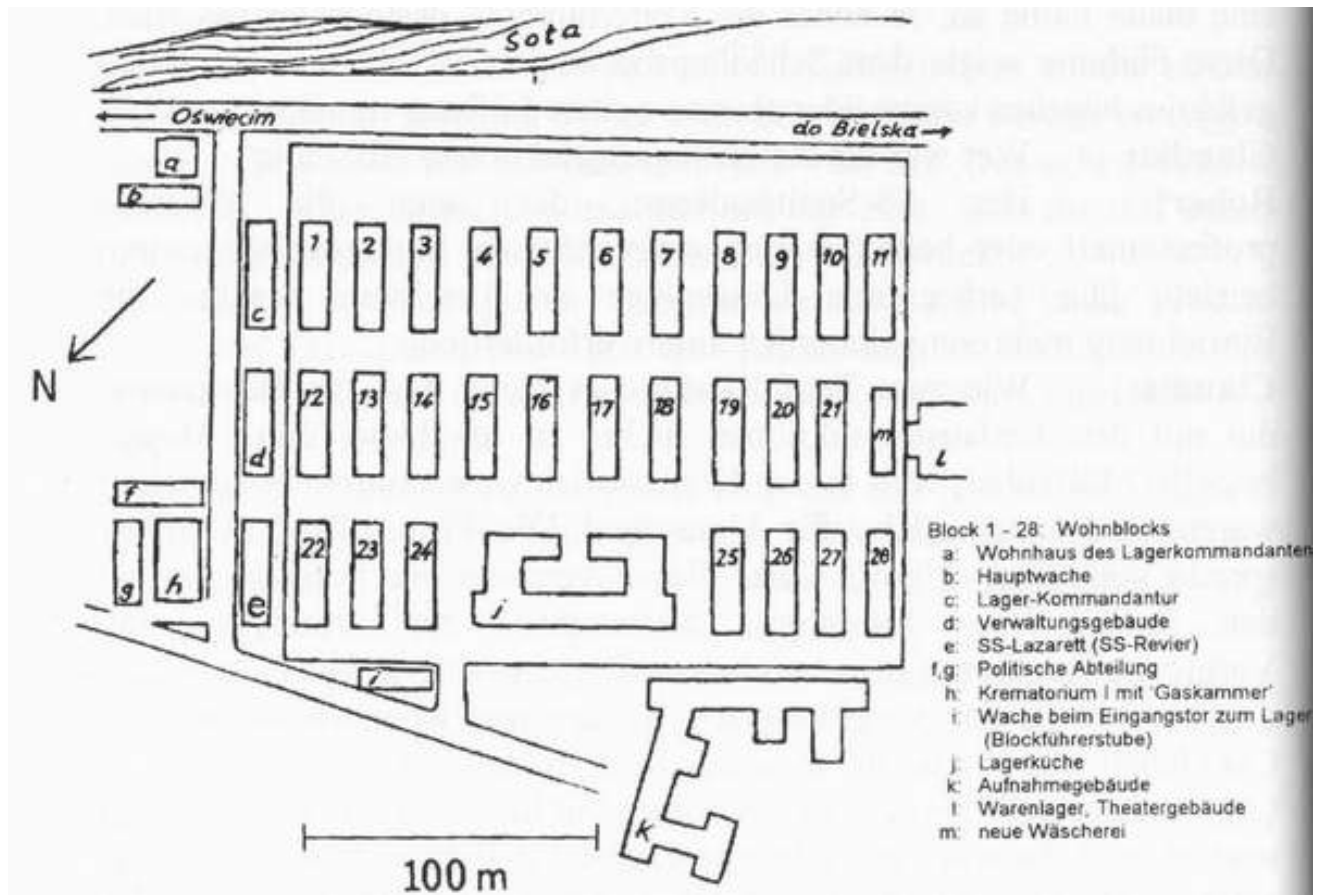 Soła
Oświecim
do Bielska
a
b
c
1 2 3 4 5 6 7 8 9 10 11
N
d
12 13 14 15 16 17 18 19 20 21 m
l
f
g h e
22 23 24 j 25 26 27 28
i
k
100 m
Block 1 - 28: Wohnblocks
a: Wohnhaus des Lagerkommandanten
b: Hauptwache
c: Lager-Kommandantur
d: Verwaltungsgebäude
e: SS-Lazarett (SS-Revier)
f,g: Politische Abteilung
h: Krematorium I mit 'Gaskammer'
i: Wache beim Eingangstor zum Lager
(Blockführerstube)
j: Lagerküche
k: Aufnahmegebäude
l: Warenlager, Theatergebäude
m: neue Wäscherei